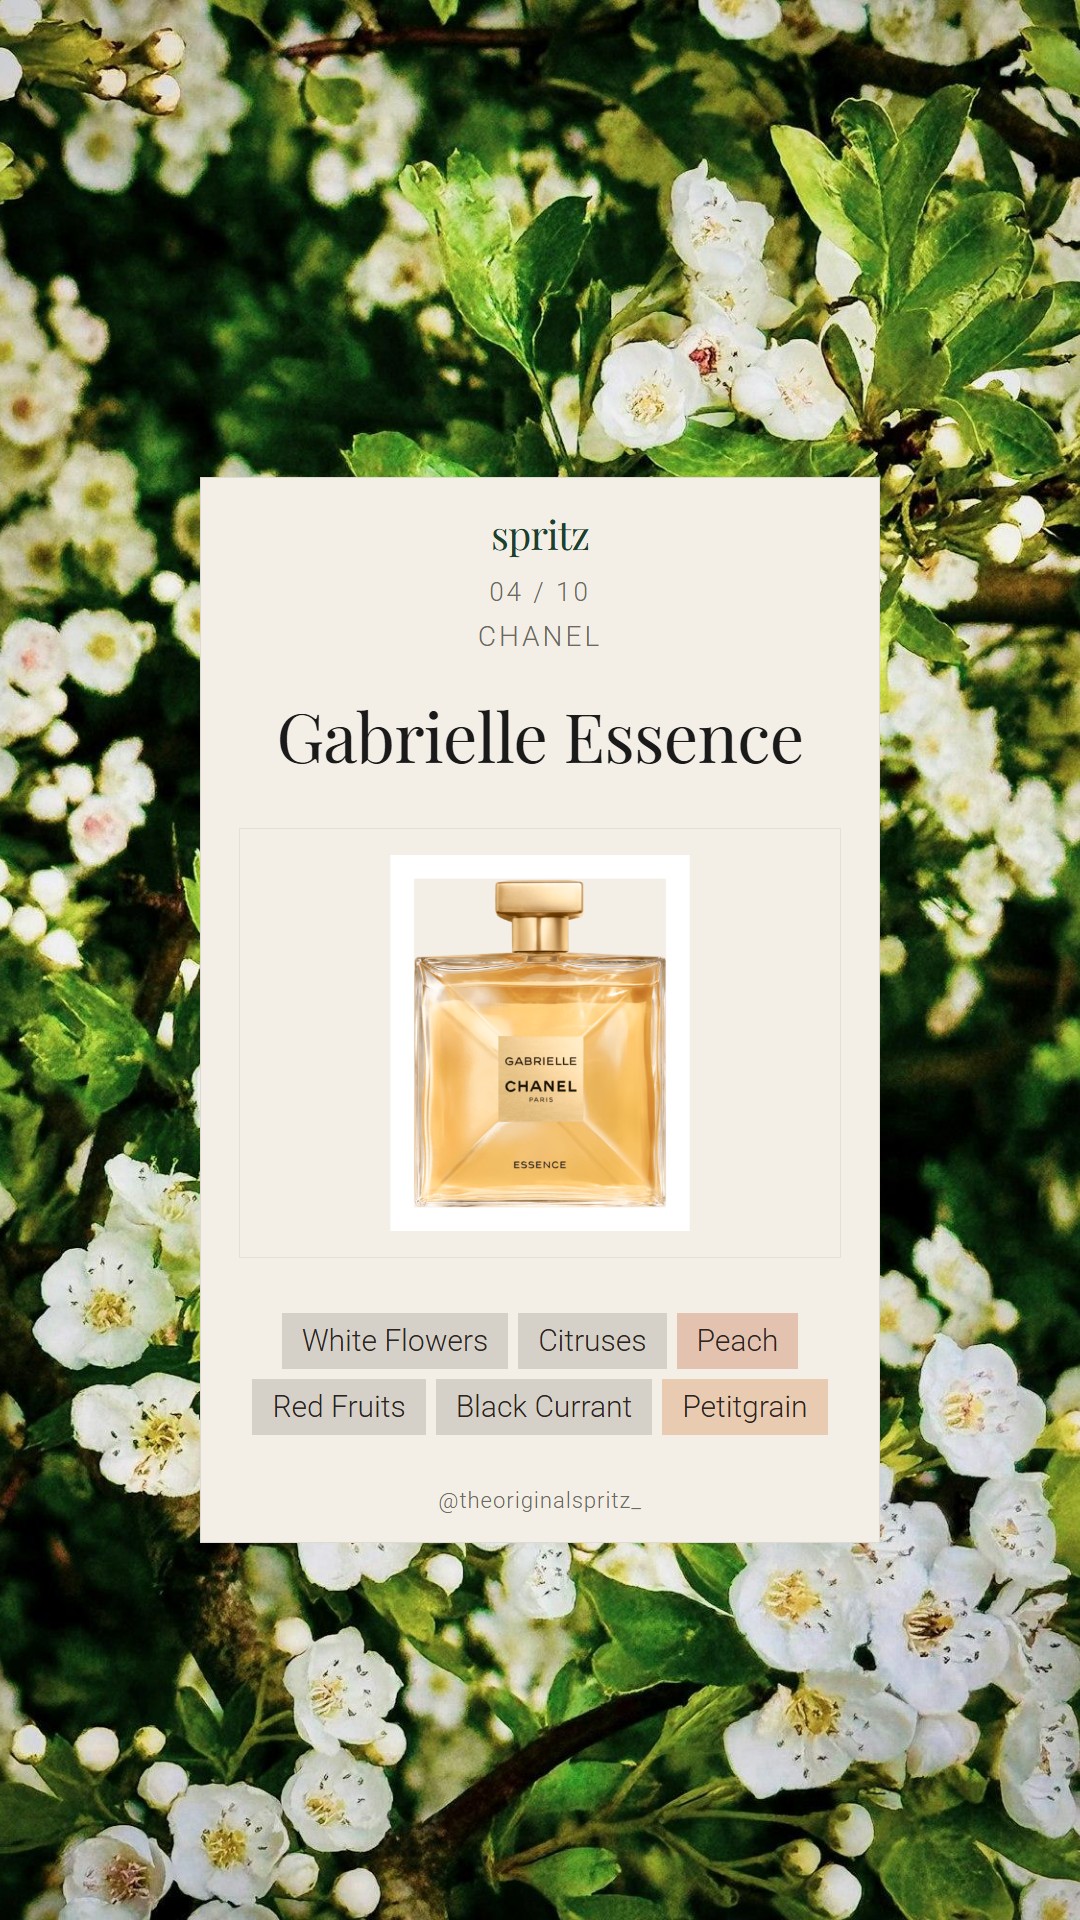 spritz
04 / 10
CHANEL
Gabrielle Essence
GABRIELLE
CHANEL
PARIS
ESSENCE
White Flowers Citruses Peach
Red Fruits Black Currant Petitgrain
@theoriginalspritz_